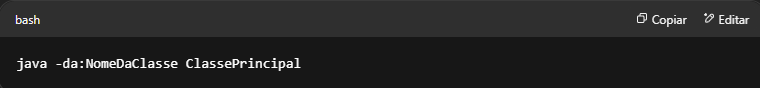 bash
Copiar
Editar
java -da:NomeDaClasse ClassePrincipal